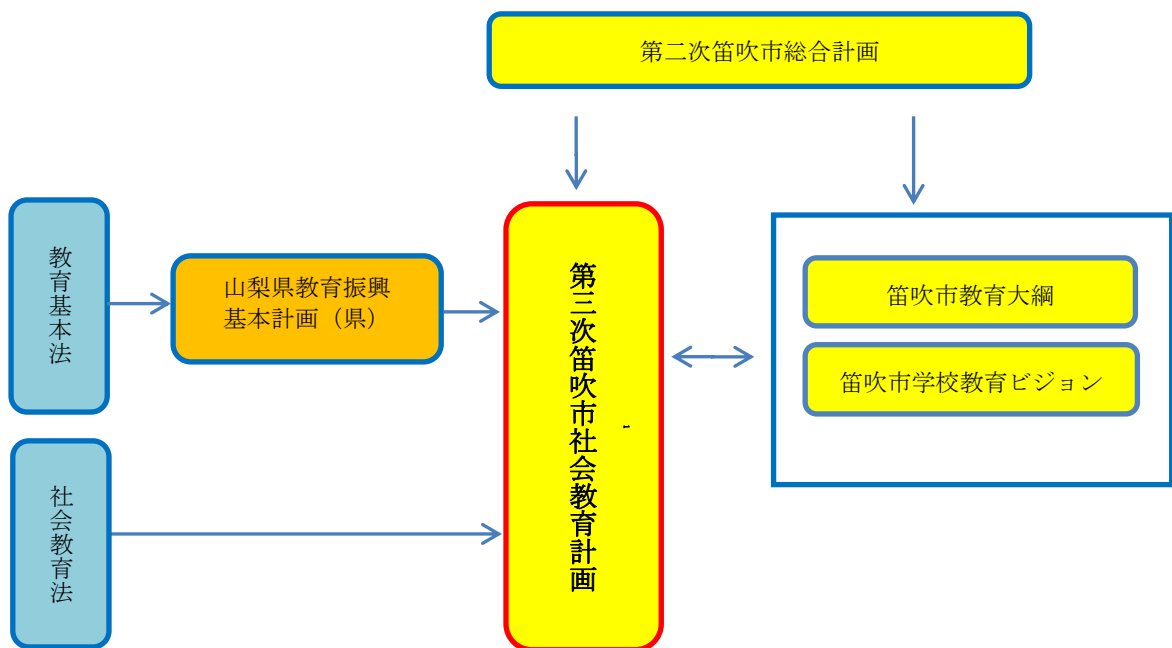 第二次笛吹市総合計画
教育基本法
山梨県教育振興
基本計画（県）
第三次笛吹市社会教育計画
笛吹市教育大綱
笛吹市学校教育ビジョン
社会教育法